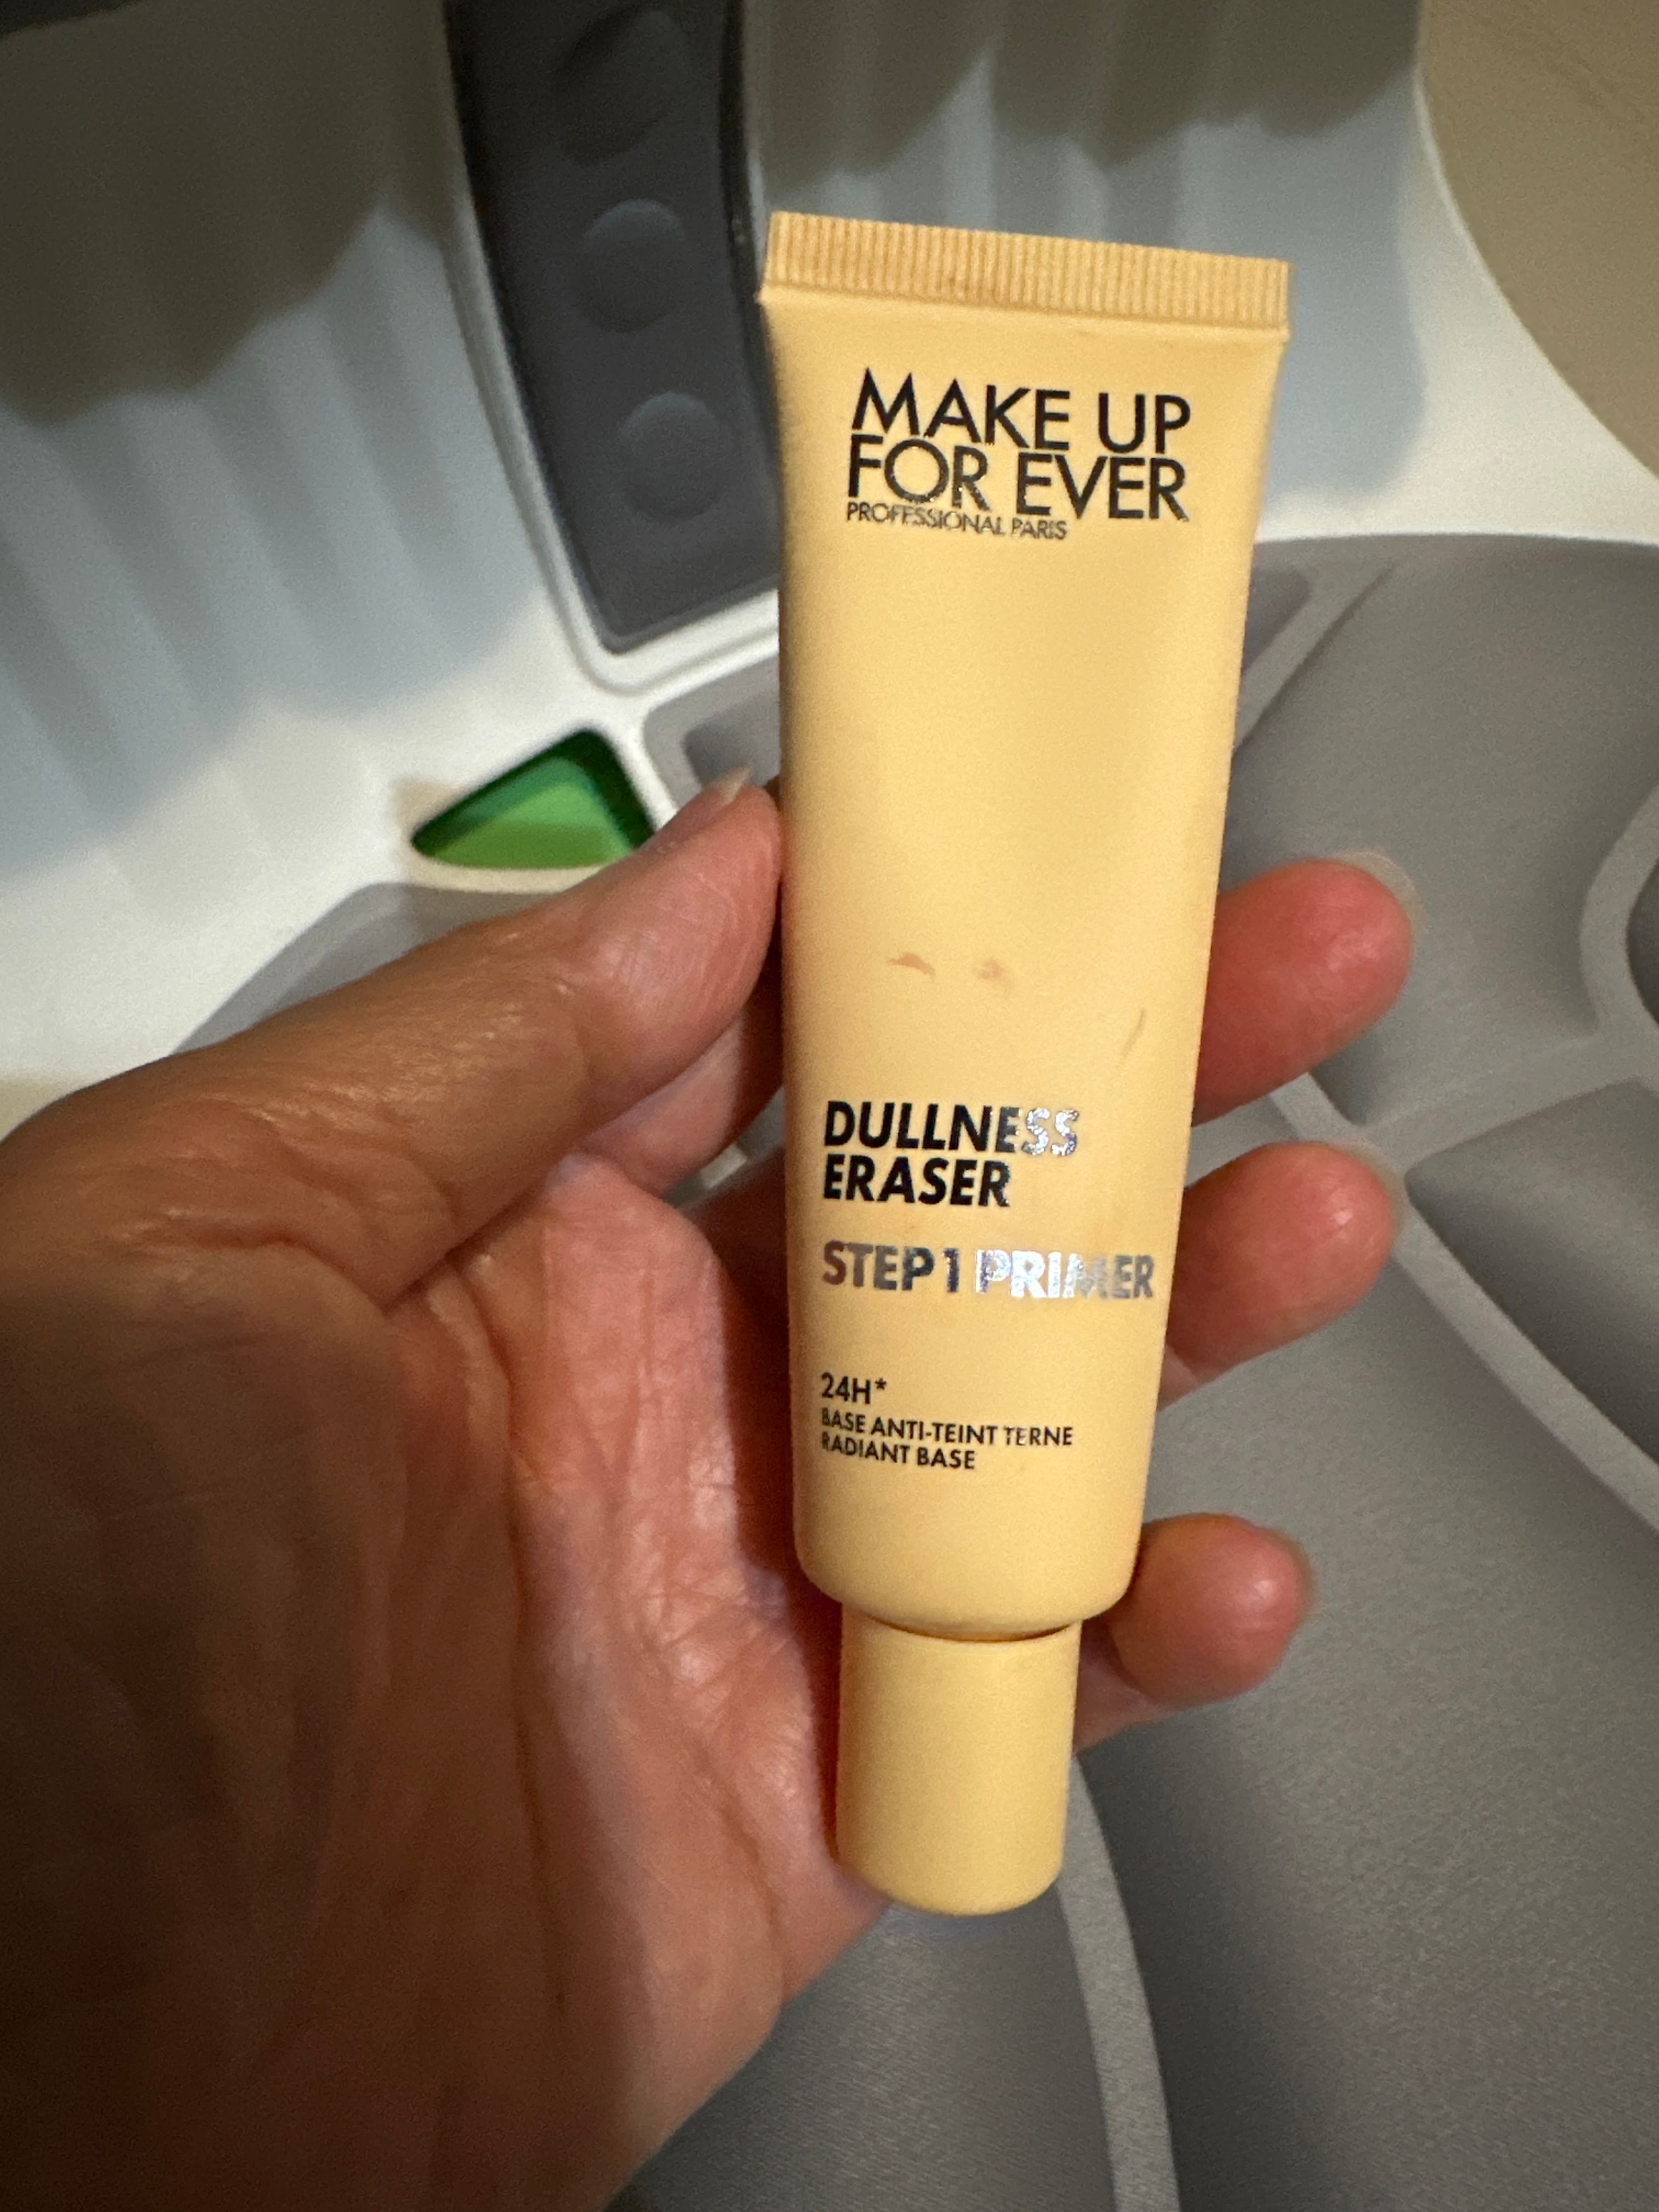 MAKE UP
FOR EVER
PROFESSIONAL PARIS
DULLNESS
ERASER
STEP 1 PRIMER
24H*
BASE ANTI-TEINT TERNE
RADIANT BASE